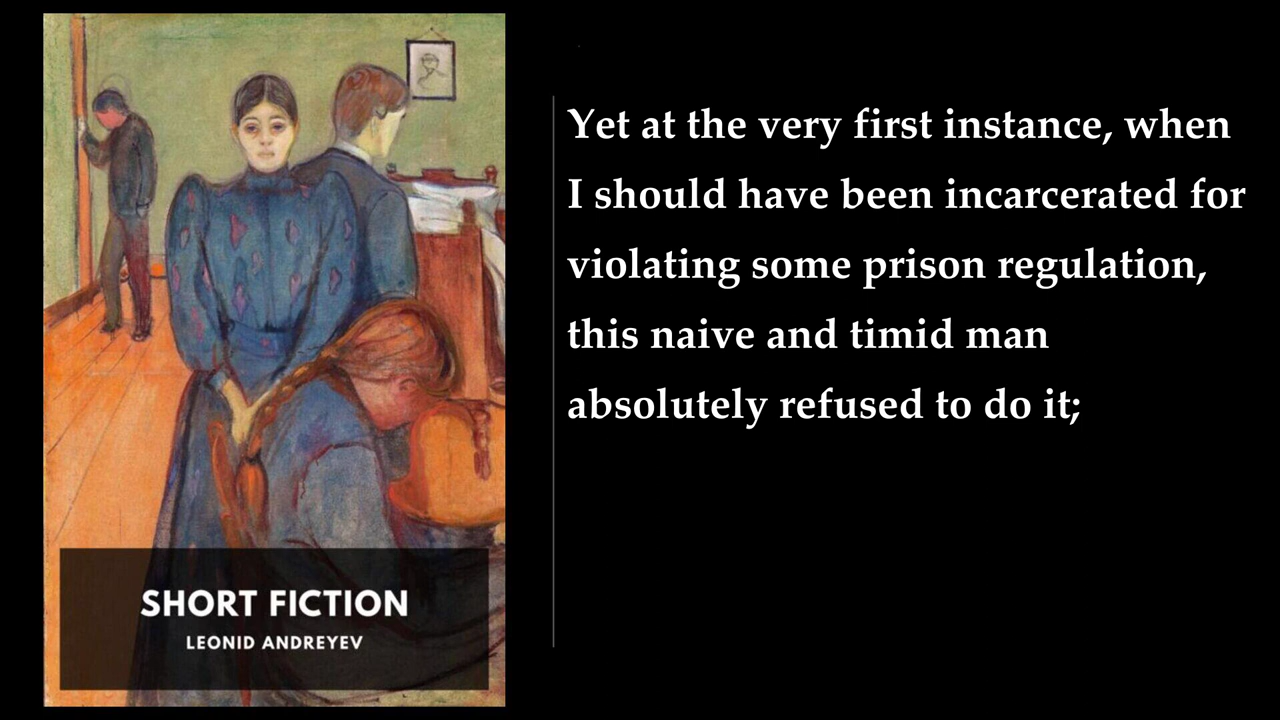 Yet at the very first instance, when
I should have been incarcerated for
violating some prison regulation,
this naive and timid man
absolutely refused to do it;
SHORT FICTION
LEONID ANDREYEV